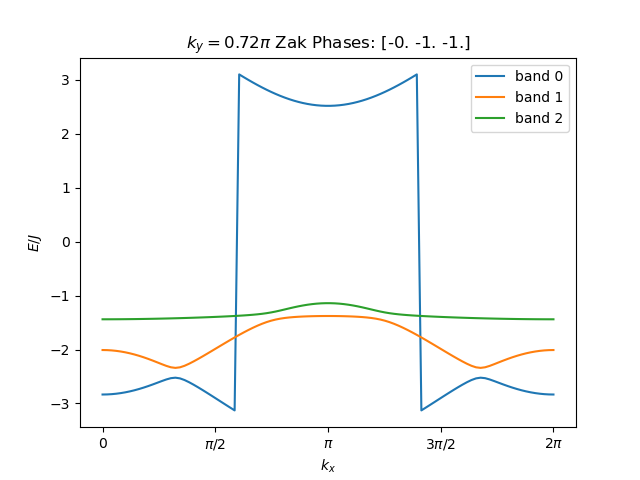 $k_y = 0.72\pi$ Zak Phases: [-0. -1. -1.]
band 0
band 1
band 2
E/J
3
2
1
0
−1
−2
−3
0
π/2
π
3π/2
2π
$k_x$